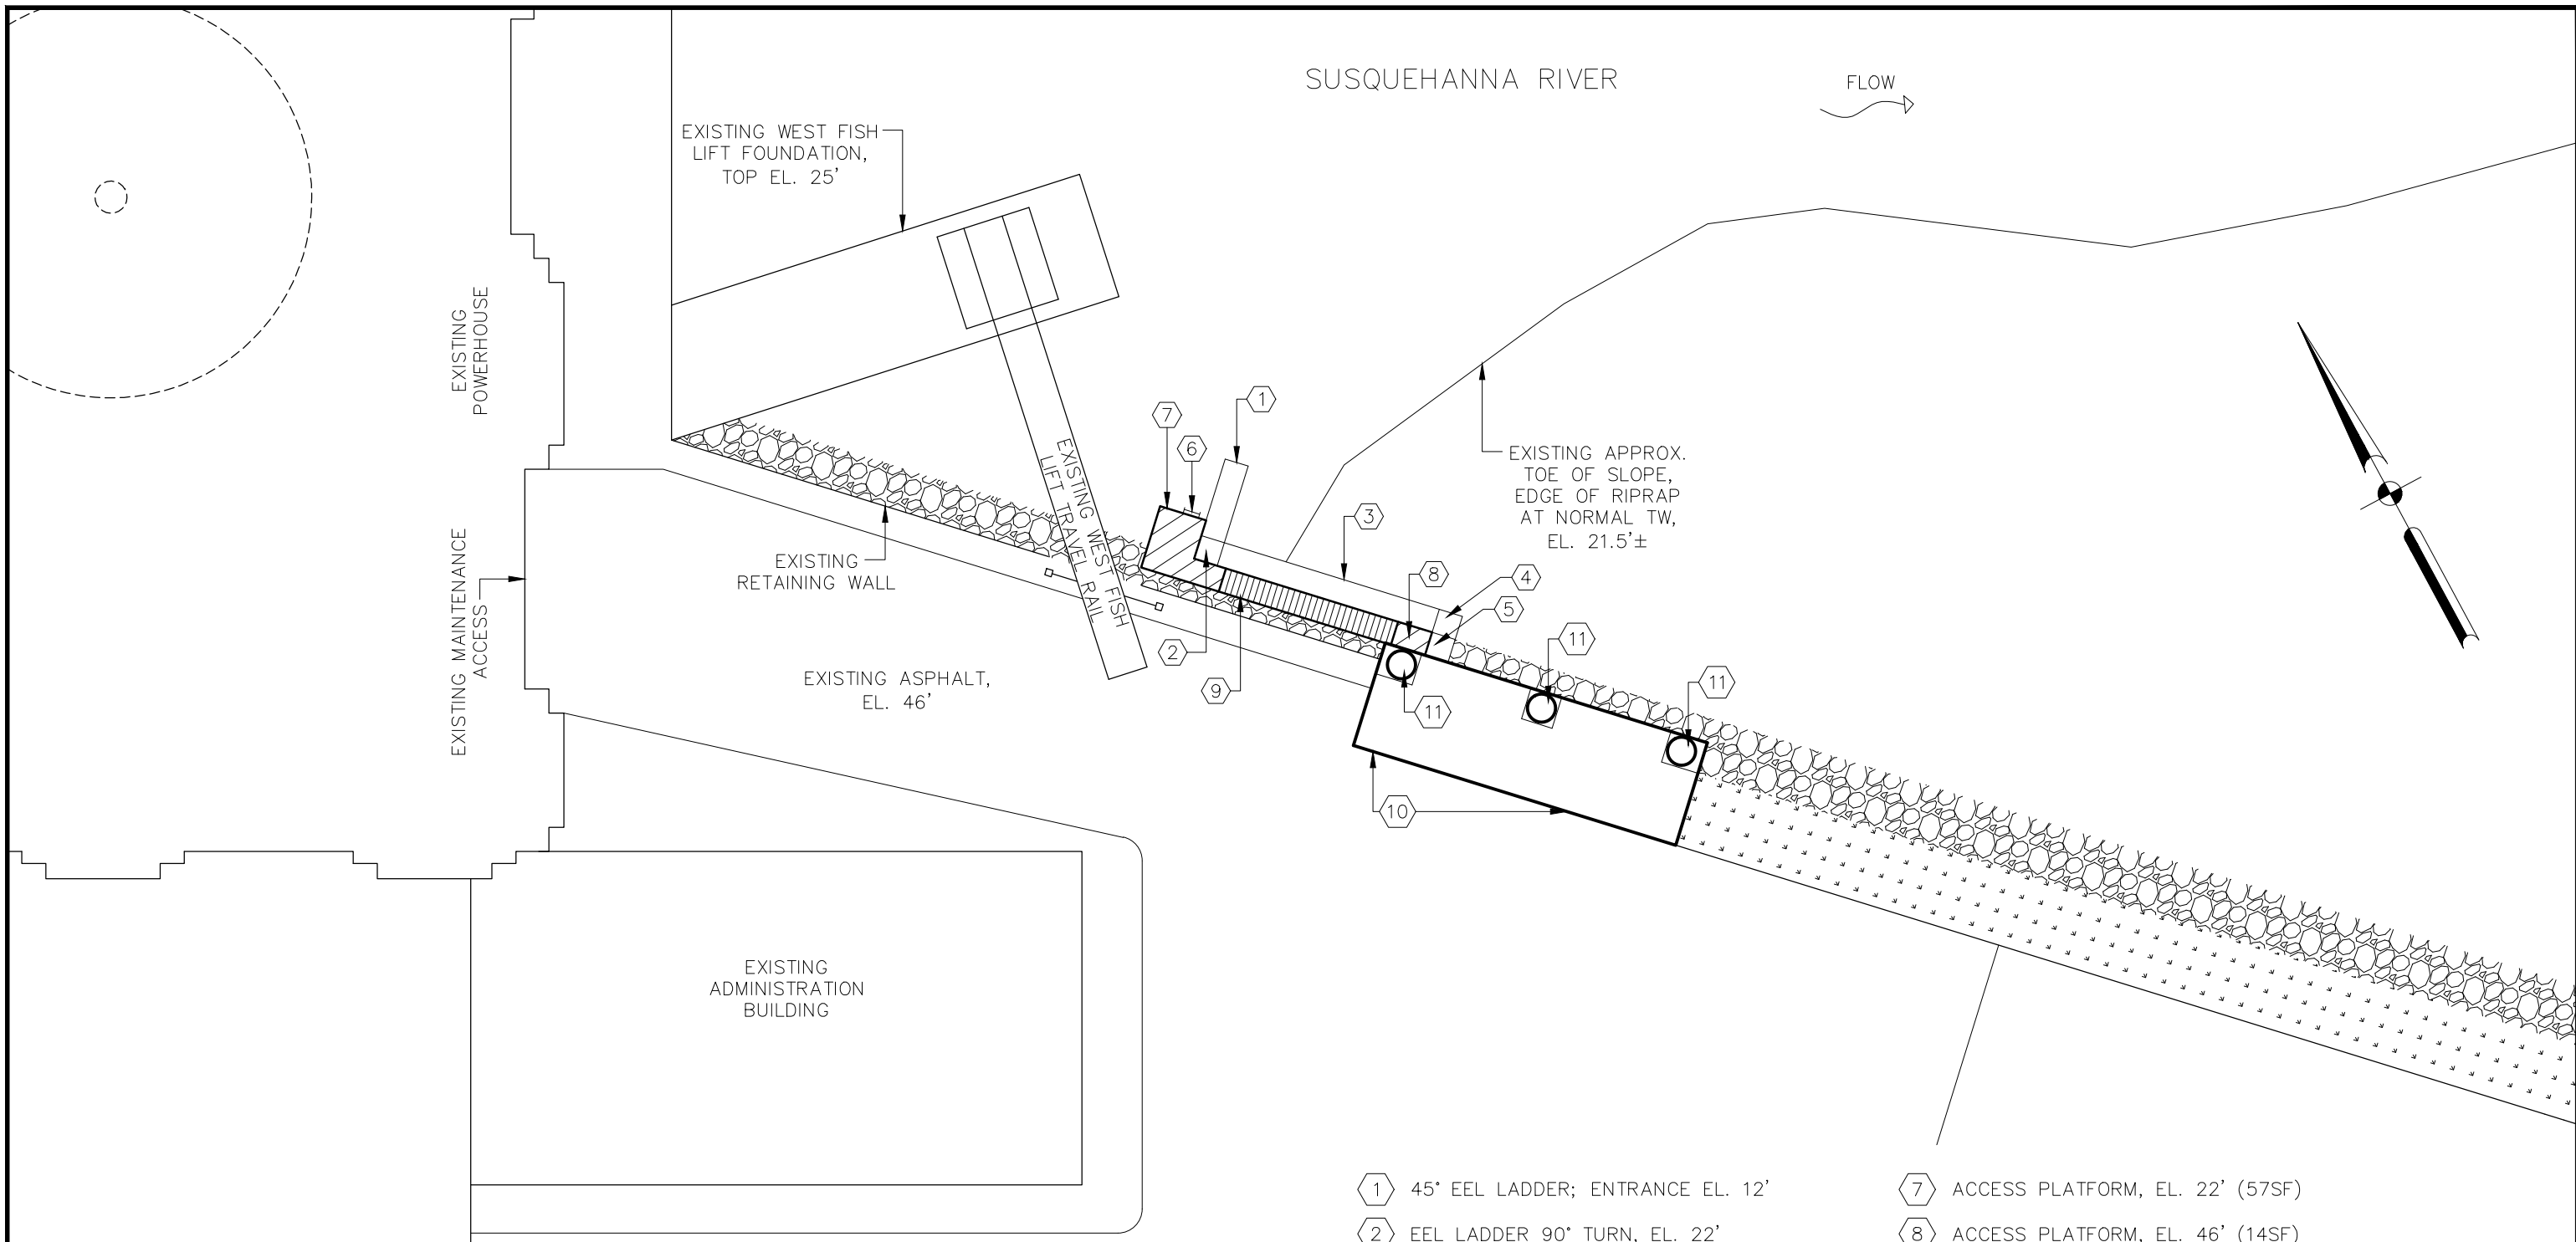 SUSQUEHANNA RIVER
FLOW
EXISTING WEST FISH
LIFT FOUNDATION,
TOP EL. 25'
EXISTING
POWERHOUSE
1
7
6
EXISTING WEST FISH
LIFT TRAVEL RAIL
EXISTING APPROX.
TOE OF SLOPE,
EDGE OF RIPRAP
AT NORMAL TW,
EL. 21.5'±
3
EXISTING
RETAINING WALL
EXISTING MAINTENANCE
ACCESS
8
4
5
11
2
9
11
11
EXISTING ASPHALT,
EL. 46'
10
EXISTING
ADMINISTRATION
BUILDING
1 45° EEL LADDER; ENTRANCE EL. 12'
2 EEL LADDER 90° TURN, EL. 22'
7 ACCESS PLATFORM, EL. 22' (57SF)
8 ACCESS PLATFORM, EL. 46' (14SF)